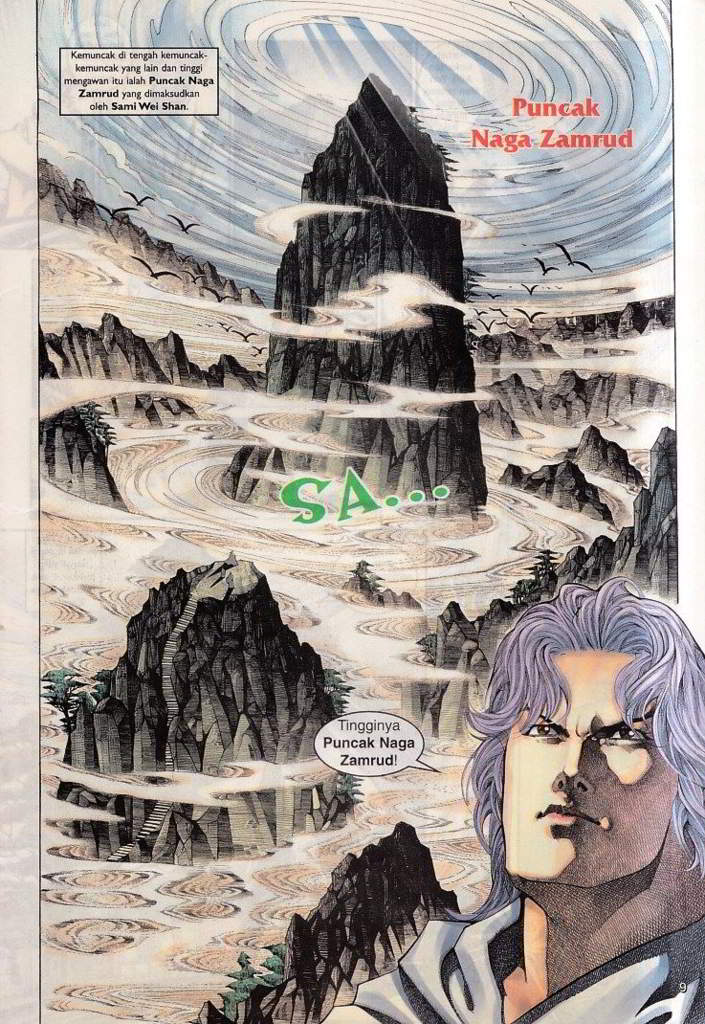 Kemuncak di tengah kemuncak-
kemuncak yang lain dan tinggi
mengawan itu ialah Puncak Naga
Zamrud yang dimaksudkan
oleh Sami Wei Shan.
Puncak
Naga Zamrud
SA...
Tingginya
Puncak Naga
Zamrud!
9